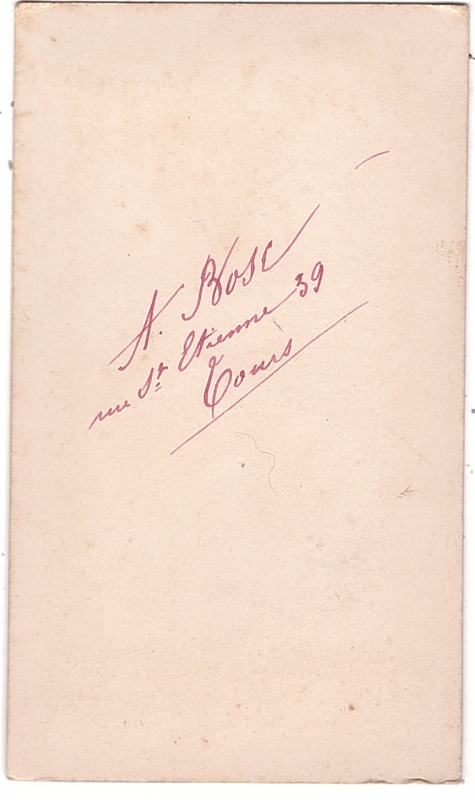 A. Bosc
rue St Etienne 39
Tours